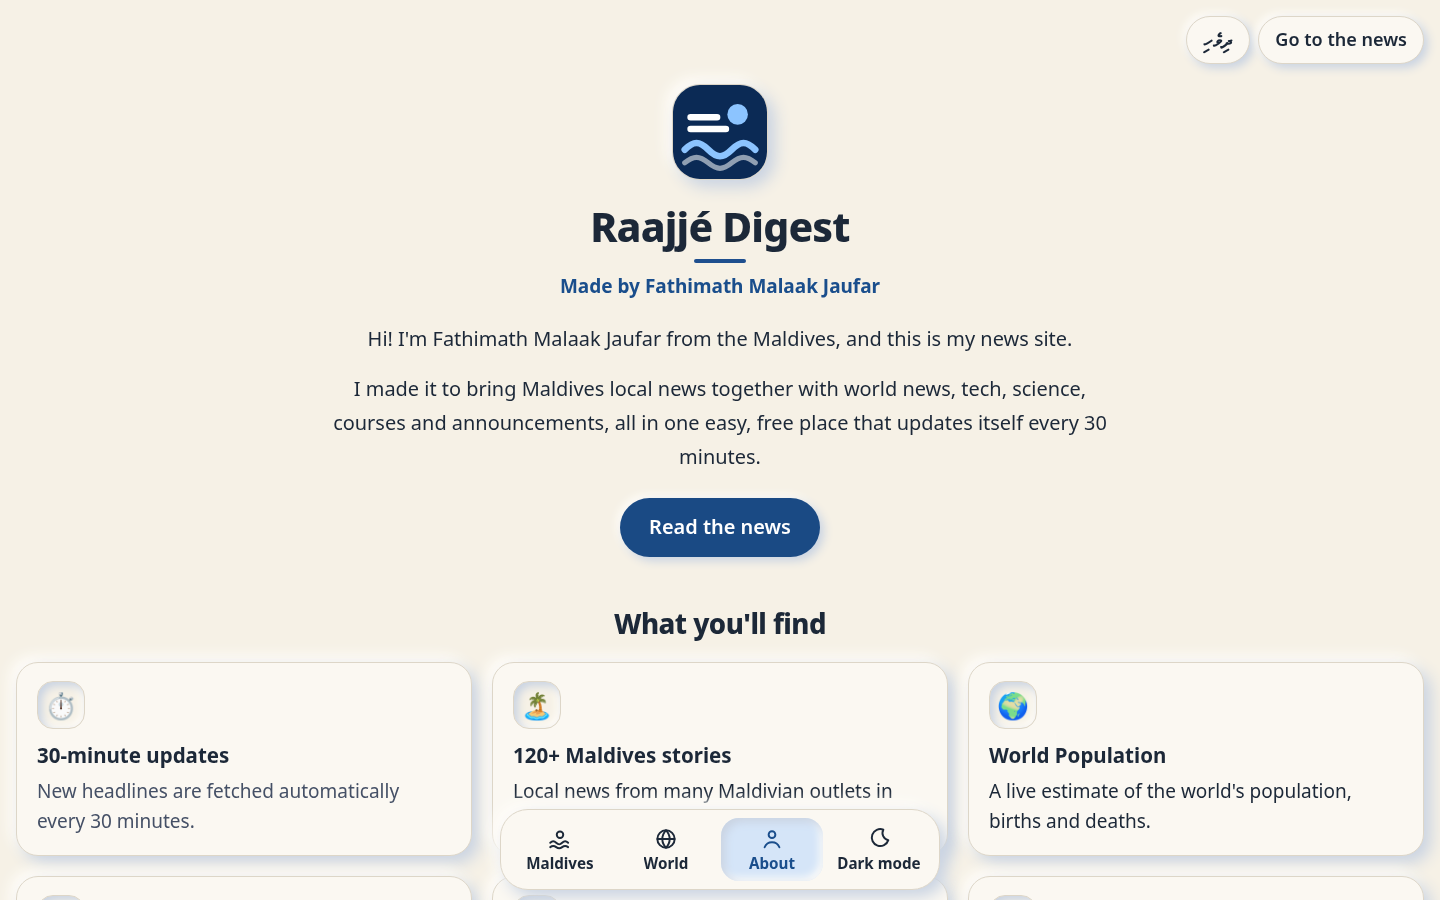 ދިވެހި
Go to the news
Raajjé Digest
Made by Fathimath Malaak Jaufar
Hi! I'm Fathimath Malaak Jaufar from the Maldives, and this is my news site.
I made it to bring Maldives local news together with world news, tech, science,
courses and announcements, all in one easy, free place that updates itself every 30
minutes.
Read the news
What you'll find
30-minute updates
New headlines are fetched automatically
every 30 minutes.
120+ Maldives stories
Local news from many Maldivian outlets in
World Population
A live estimate of the world's population,
births and deaths.
Maldives
World
About
Dark mode